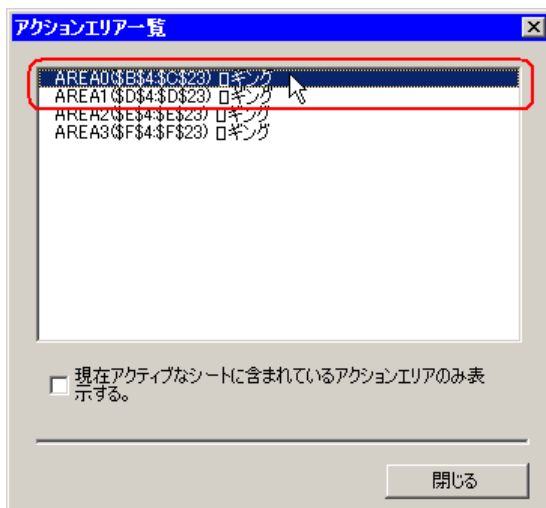 アクションエリア一覧
AREA0($B$4:$C$23) ロギング
AREA1($D$4:$D$23) ロギング
AREA2($E$4:$E$23) ロギング
AREA3($F$4:$F$23) ロギング
現在アクティブなシートに含まれているアクションエリアのみ表
示する。
閉じる